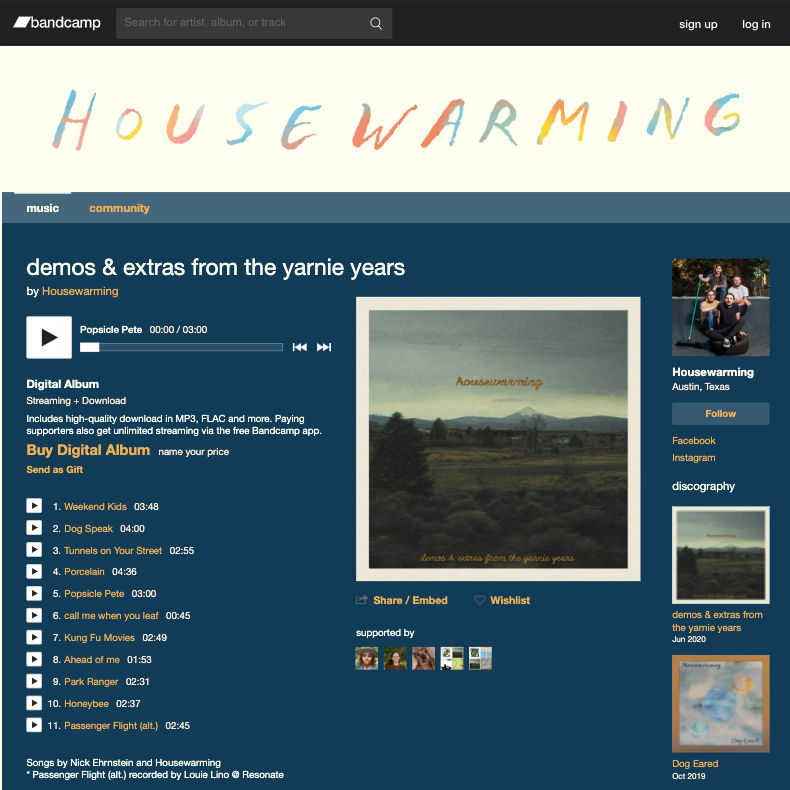 bandcamp
Search for artist, album, or track
sign up
log in
HOUSEWARMING
music
community
demos & extras from the yarnie years
by Housewarming
Popsicle Pete 00:00 / 03:00
Digital Album
Streaming + Download
Includes high-quality download in MP3, FLAC and more. Paying
supporters also get unlimited streaming via the free Bandcamp app.
Buy Digital Album name your price
Send as Gift
1. Weekend Kids 03:48
2. Dog Speak 04:00
3. Tunnels on Your Street 02:55
4. Porcelain 04:36
5. Popsicle Pete 03:00
6. call me when you leaf 00:45
7. Kung Fu Movies 02:49
8. Ahead of me 01:53
9. Park Ranger 02:31
10. Honeybee 02:37
11. Passenger Flight (alt.) 02:45
Songs by Nick Ehrnstein and Housewarming
* Passenger Flight (alt.) recorded by Louie Lino @ Resonate
housewarming
demos & extras from the yarnie years
Share / Embed
Wishlist
supported by
Housewarming
Austin, Texas
Follow
Facebook
Instagram
discography
housewarming
demos & extras from the yarnie years
demos & extras from
the yarnie years
Jun 2020
Housewarming
Dog Eared
Dog Eared
Oct 2019